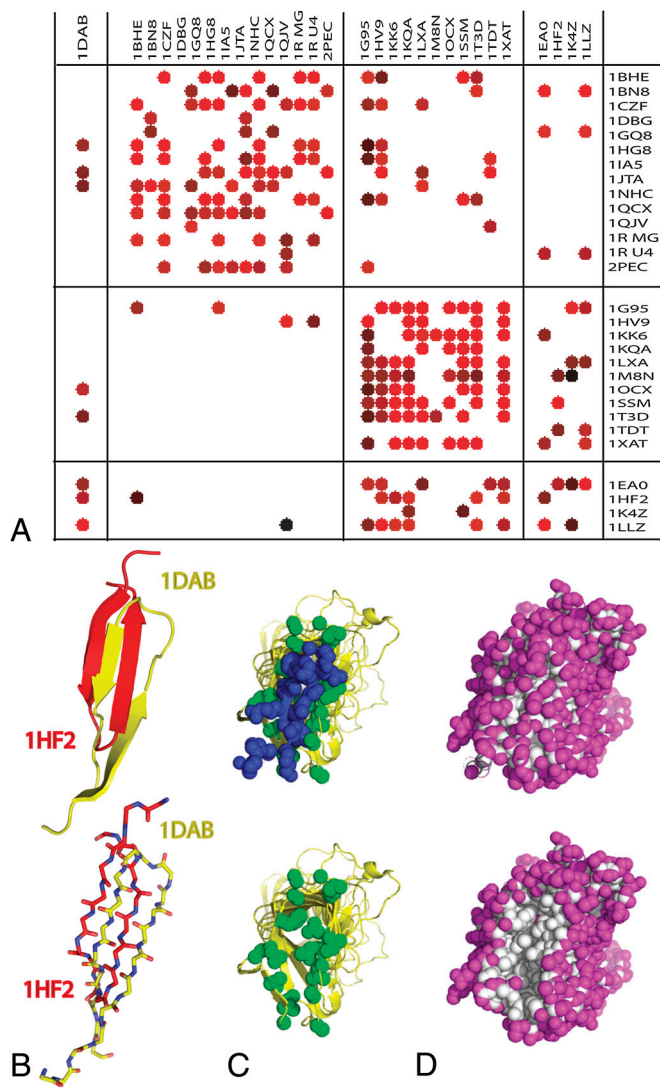 1DAB
1BHE
1BN8
1CZF
1DBG
1GQ8
1HG8
1IA5
1JTA
1NHC
1QCX
1QJV
1R MG
1R U4
2PEC
1G95
1HV9
1KK6
1KQA
1LXA
1M8N
1OCX
1SSM
1T3D
1TDT
1XAT
1EA0
1HF2
1K4Z
1LLZ
1BHE
1BN8
1CZF
1DBG
1GQ8
1HG8
1IA5
1JTA
1NHC
1QCX
1QJV
1R MG
1R U4
2PEC
1G95
1HV9
1KK6
1KQA
1LXA
1M8N
1OCX
1SSM
1T3D
1TDT
1XAT
1EA0
1HF2
1K4Z
1LLZ
A
1DAB
1HF2
1DAB
1HF2
B
C
D